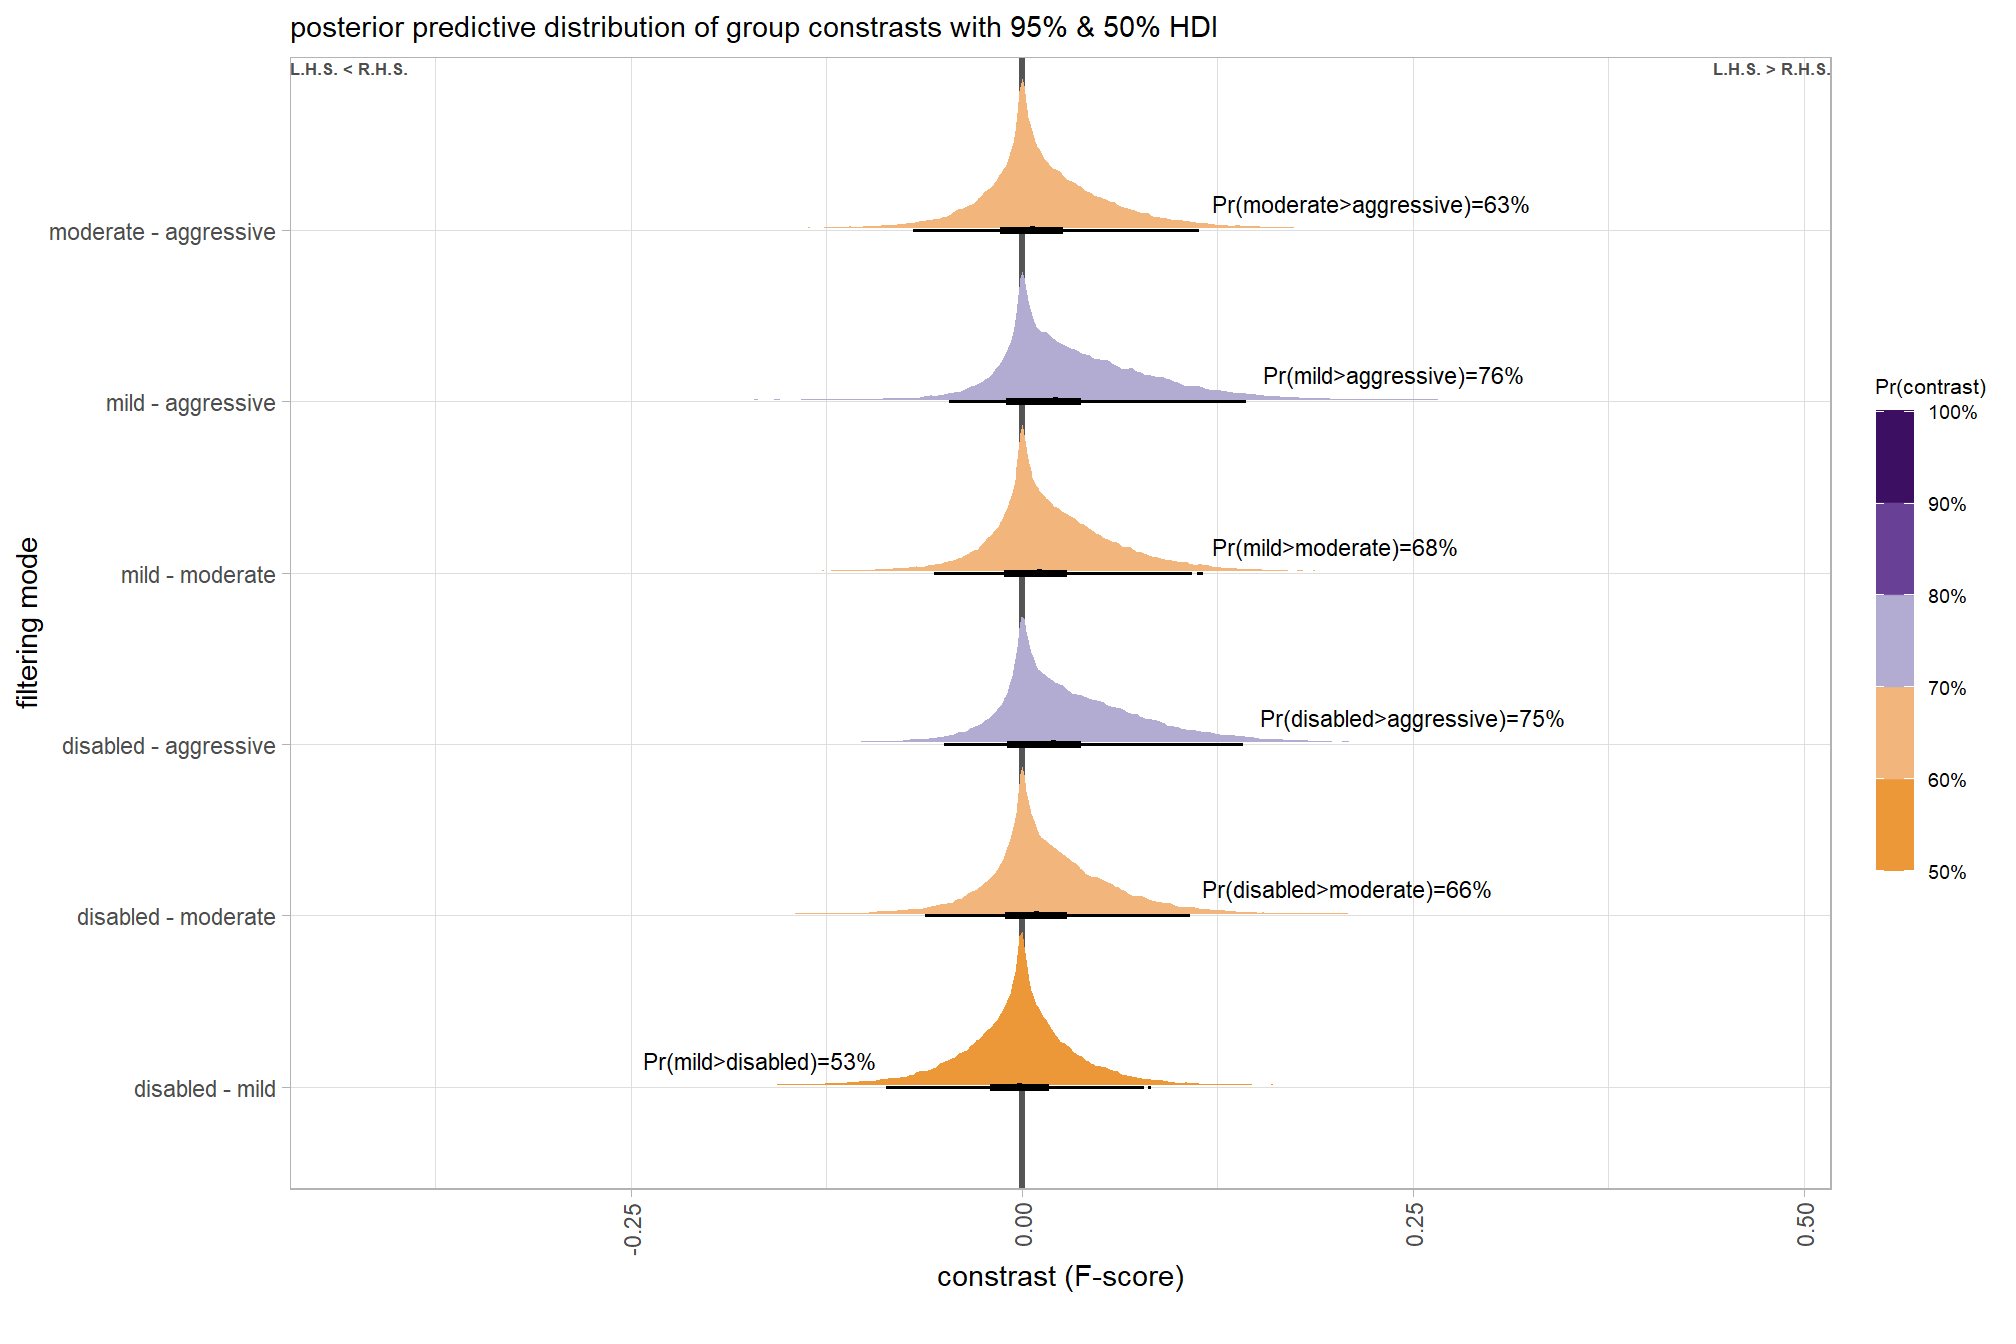 posterior predictive distribution of group constrasts with 95% & 50% HDI
L.H.S. < R.H.S.
L.H.S. > R.H.S.
filtering mode
moderate - aggressive
Pr(moderate>aggressive)=63%
mild - aggressive
Pr(mild>aggressive)=76%
mild - moderate
Pr(mild>moderate)=68%
disabled - aggressive
Pr(disabled>aggressive)=75%
disabled - moderate
Pr(disabled>moderate)=66%
disabled - mild
Pr(mild>disabled)=53%
-0.25
0.00
0.25
0.50
constrast (F-score)
Pr(contrast)
100%
90%
80%
70%
60%
50%